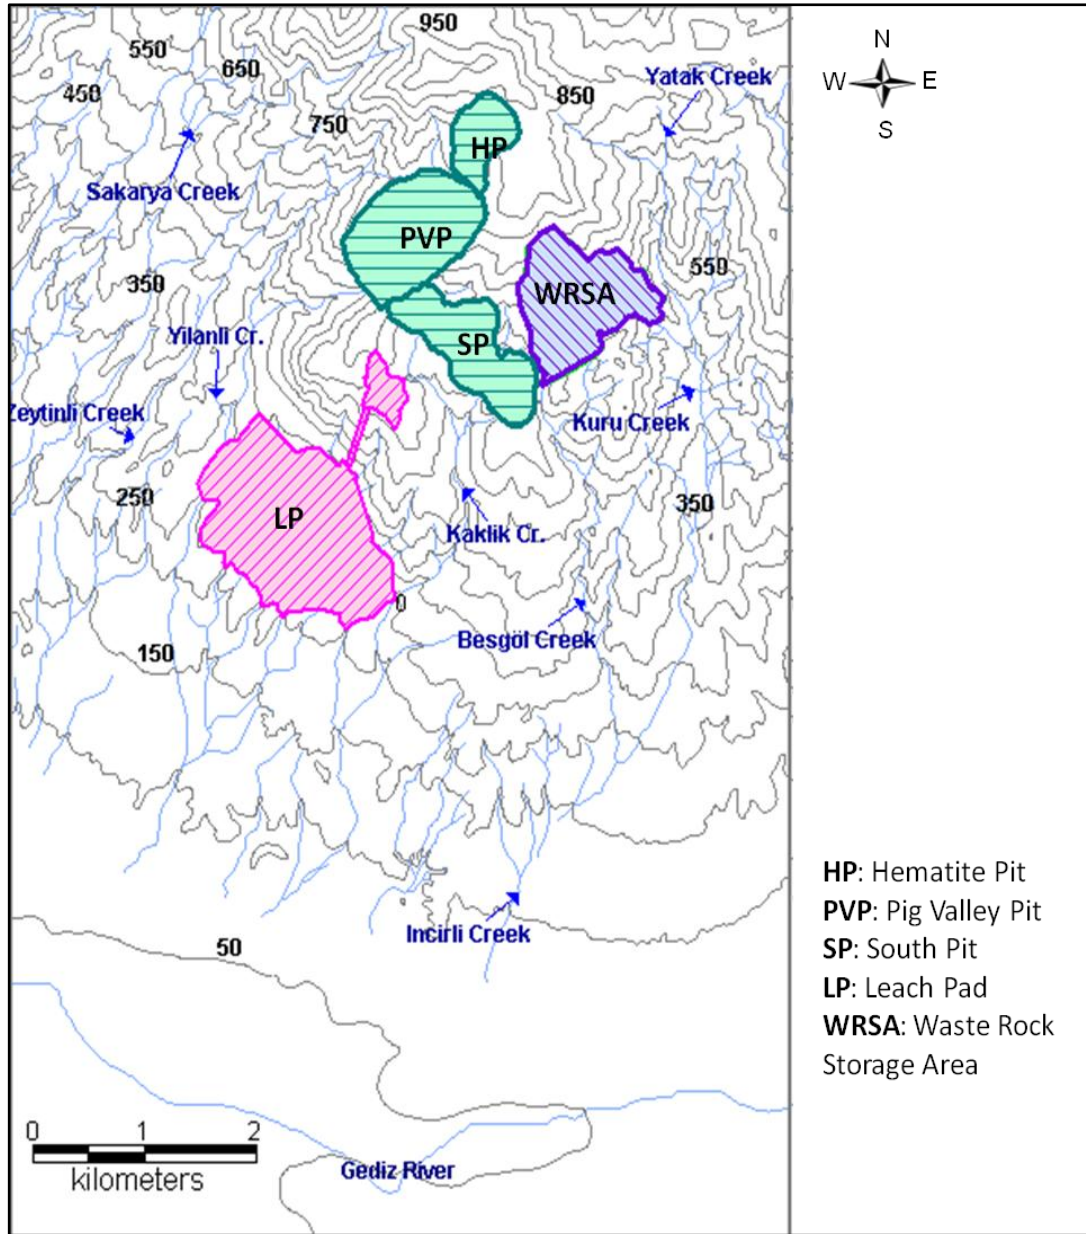 950
550
650
Yatak Creek
450
850
750
HP
Sakarya Creek
PVP
550
350
WRSA
Yilanli Cr.
SP
Zeytinli Creek
Kuru Creek
250
LP
350
Kaklik Cr.
0
Besgöl Creek
150
Incirli Creek
50
0 1 2
kilometers
Gediz River
N
W E
S
HP: Hematite Pit
PVP: Pig Valley Pit
SP: South Pit
LP: Leach Pad
WRSA: Waste Rock
Storage Area